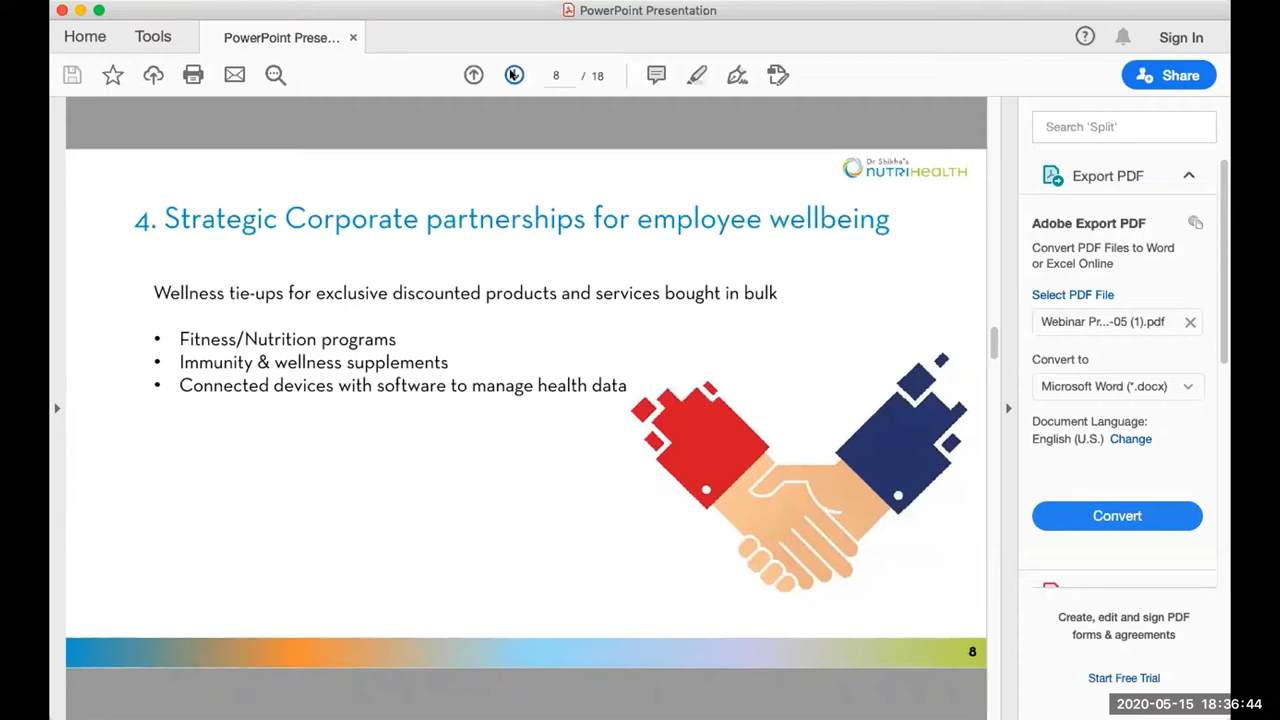 PowerPoint Presentation
Home
Tools
PowerPoint Prese...
Sign In
8 / 18
Share
Search 'Split'
Dr Shikha's
NUTRIHEALTH
4. Strategic Corporate partnerships for employee wellbeing
Wellness tie-ups for exclusive discounted products and services bought in bulk
• Fitness/Nutrition programs
• Immunity & wellness supplements
• Connected devices with software to manage health data
8
Export PDF
Adobe Export PDF
Convert PDF Files to Word
or Excel Online
Select PDF File
Webinar Pr...-05 (1).pdf
Convert to
Microsoft Word (*.docx)
Document Language:
English (U.S.) Change
Convert
Create, edit and sign PDF
forms & agreements
Start Free Trial
2020-05-15 18:36:44